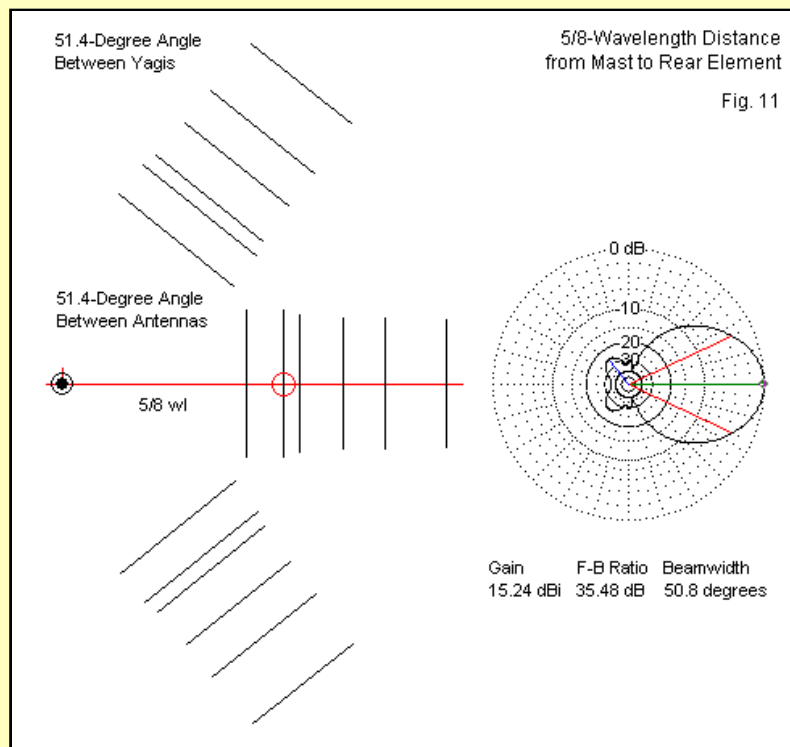 51.4-Degree Angle
Between Yagis
5/8-Wavelength Distance
from Mast to Rear Element
Fig. 11
51.4-Degree Angle
Between Antennas
5/8 wl
0 dB
-10
-20
-30
Gain F-B Ratio Beamwidth
15.24 dBi 35.48 dB 50.8 degrees